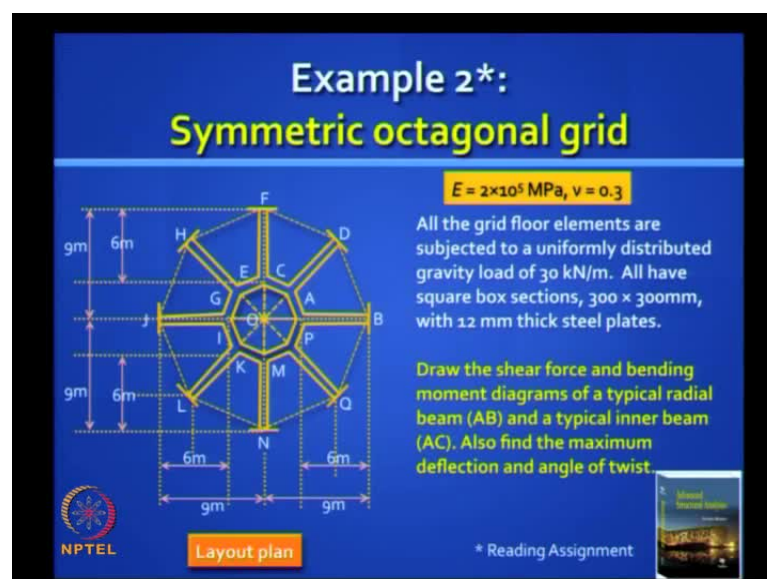 Example 2*:
Symmetric octagonal grid
E = 2×10⁵ MPa, ν = 0.3
All the grid floor elements are
subjected to a uniformly distributed
gravity load of 30 kN/m. All have
square box sections, 300 × 300mm,
with 12 mm thick steel plates.
Draw the shear force and bending
moment diagrams of a typical radial
beam (AB) and a typical inner beam
(AC). Also find the maximum
deflection and angle of twist.
F
H
D
9m
6m
E
C
G
A
J
O
B
I
P
K
M
9m
6m
L
Q
N
6m
6m
9m
9m
NPTEL
Layout plan
* Reading Assignment
Advanced
Structural Analysis